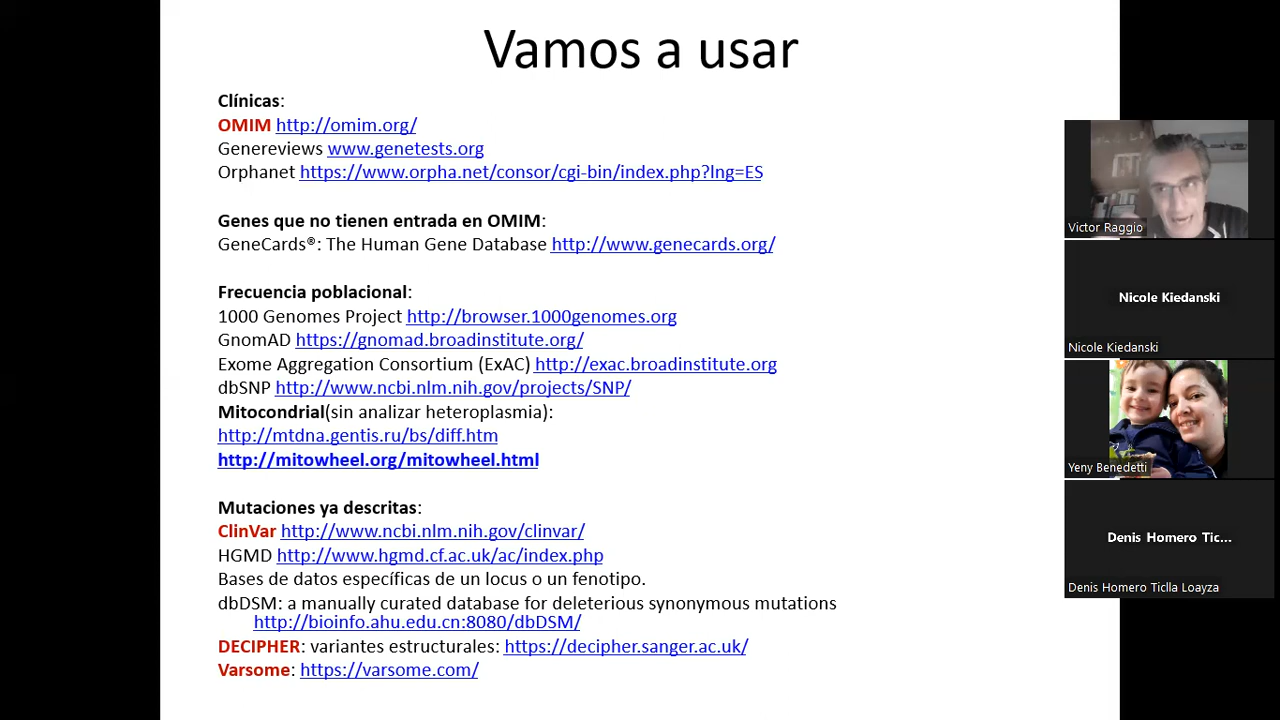 Vamos a usar
Clínicas:
OMIM http://omim.org/
Genereviews www.genetests.org
Orphanet https://www.orpha.net/consor/cgi-bin/index.php?lng=ES
Genes que no tienen entrada en OMIM:
GeneCards®: The Human Gene Database http://www.genecards.org/
Frecuencia poblacional:
1000 Genomes Project http://browser.1000genomes.org
GnomAD https://gnomad.broadinstitute.org/
Exome Aggregation Consortium (ExAC) http://exac.broadinstitute.org
dbSNP http://www.ncbi.nlm.nih.gov/projects/SNP/
Mitocondrial(sin analizar heteroplasmia):
http://mtdna.gentis.ru/bs/diff.htm
http://mitowheel.org/mitowheel.html
Mutaciones ya descritas:
ClinVar http://www.ncbi.nlm.nih.gov/clinvar/
HGMD http://www.hgmd.cf.ac.uk/ac/index.php
Bases de datos específicas de un locus o un fenotipo.
dbDSM: a manually curated database for deleterious synonymous mutations
http://bioinfo.ahu.edu.cn:8080/dbDSM/
DECIPHER: variantes estructurales: https://decipher.sanger.ac.uk/
Varsome: https://varsome.com/
Victor Raggio
Nicole Kiedanski
Nicole Kiedanski
Yeny Benedetti
Denis Homero Tic...
Denis Homero Ticlla Loayza